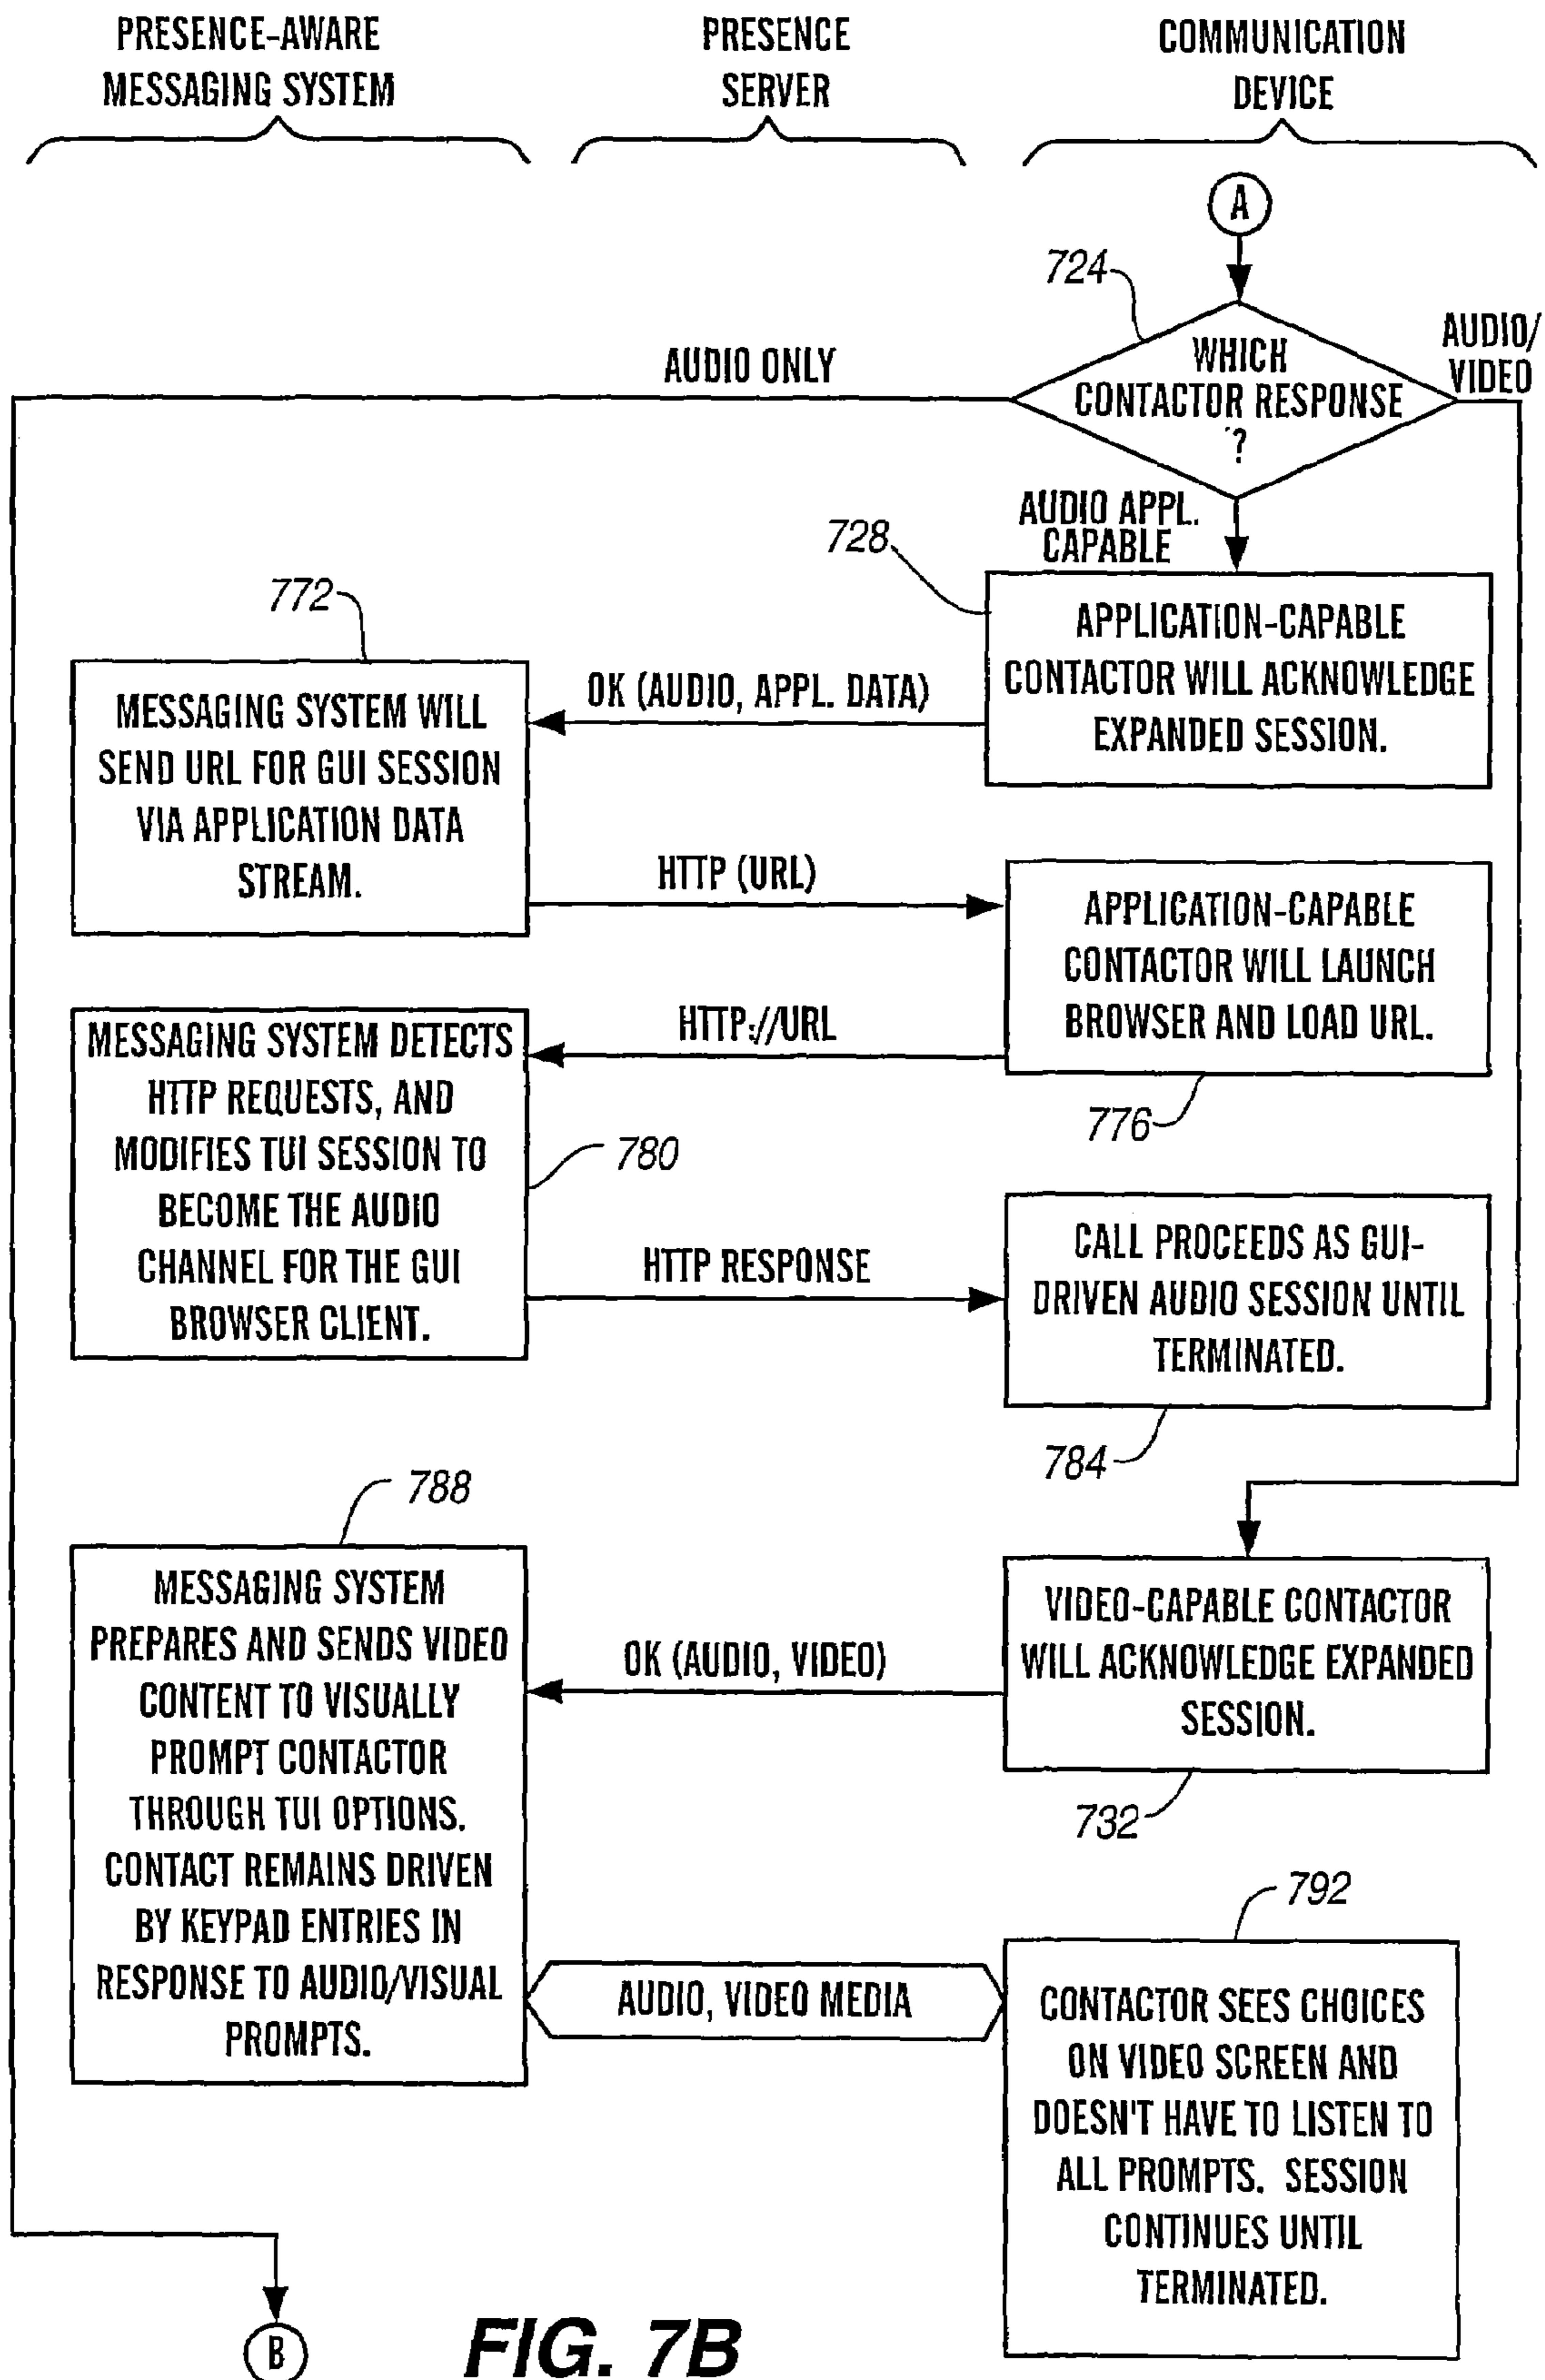 PRESENCE-AWARE
MESSAGING SYSTEM
PRESENCE
SERVER
COMMUNICATION
DEVICE
A
724
WHICH
CONTACTOR RESPONSE
?
AUDIO ONLY
AUDIO/
VIDEO
AUDIO APPL.
CAPABLE
728
APPLICATION-CAPABLE
CONTACTOR WILL ACKNOWLEDGE
EXPANDED SESSION.
OK (AUDIO, APPL. DATA)
772
MESSAGING SYSTEM WILL
SEND URL FOR GUI SESSION
VIA APPLICATION DATA
STREAM.
HTTP (URL)
APPLICATION-CAPABLE
CONTACTOR WILL LAUNCH
BROWSER AND LOAD URL.
776
HTTP://URL
MESSAGING SYSTEM DETECTS
HTTP REQUESTS, AND
MODIFIES TUI SESSION TO
BECOME THE AUDIO
CHANNEL FOR THE GUI
BROWSER CLIENT.
780
HTTP RESPONSE
CALL PROCEEDS AS GUI-
DRIVEN AUDIO SESSION UNTIL
TERMINATED.
784
788
MESSAGING SYSTEM
PREPARES AND SENDS VIDEO
CONTENT TO VISUALLY
PROMPT CONTACTOR
THROUGH TUI OPTIONS.
CONTACT REMAINS DRIVEN
BY KEYPAD ENTRIES IN
RESPONSE TO AUDIO/VISUAL
PROMPTS.
OK (AUDIO, VIDEO)
VIDEO-CAPABLE CONTACTOR
WILL ACKNOWLEDGE EXPANDED
SESSION.
732
AUDIO, VIDEO MEDIA
792
CONTACTOR SEES CHOICES
ON VIDEO SCREEN AND
DOESN'T HAVE TO LISTEN TO
ALL PROMPTS. SESSION
CONTINUES UNTIL
TERMINATED.
B
FIG. 7B